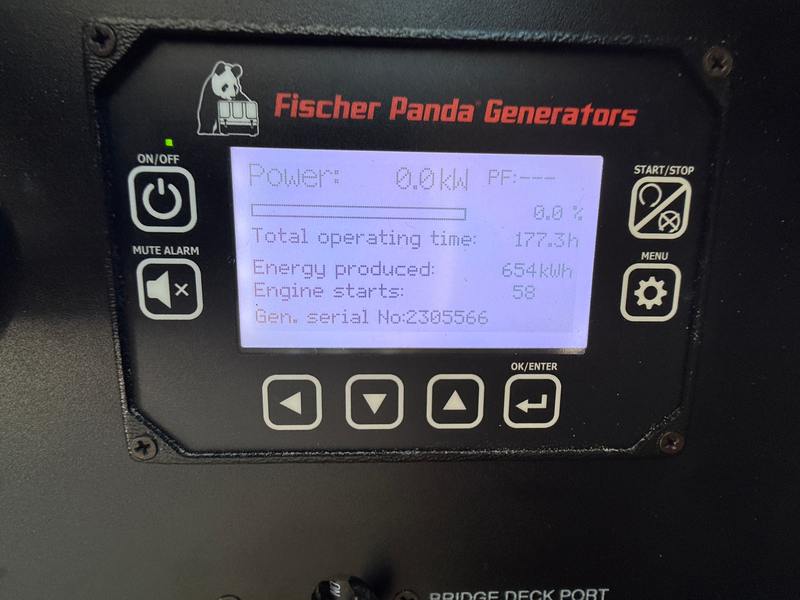 Fischer Panda® Generators
ON/OFF
START/STOP
Power: 0.0kW PF:---
0.0 %
Total operating time: 177.3h
MUTE ALARM
MENU
Energy produced: 654kWh
Engine starts: 58
Gen. serial No:2305566
OK/ENTER
BRIDGE DECK PORT